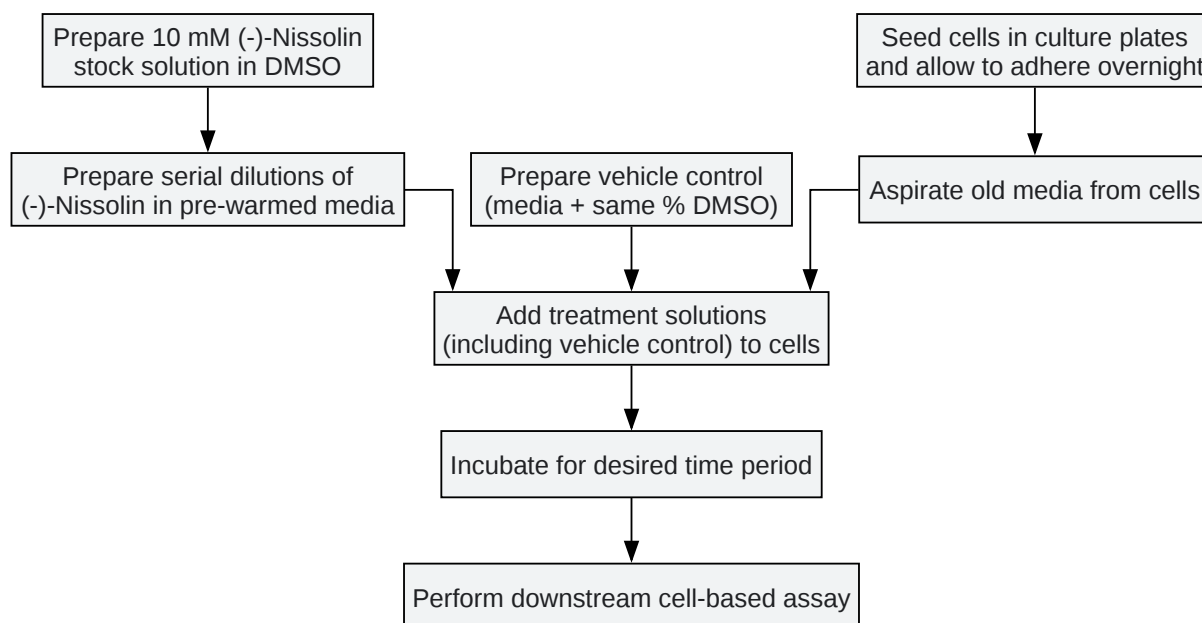 Prepare 10 mM (-)-Nissolin
stock solution in DMSO
Seed cells in culture plates
and allow to adhere overnight
Prepare serial dilutions of
(-)-Nissolin in pre-warmed media
Prepare vehicle control
(media + same % DMSO)
Aspirate old media from cells
Add treatment solutions
(including vehicle control) to cells
Incubate for desired time period
Perform downstream cell-based assay